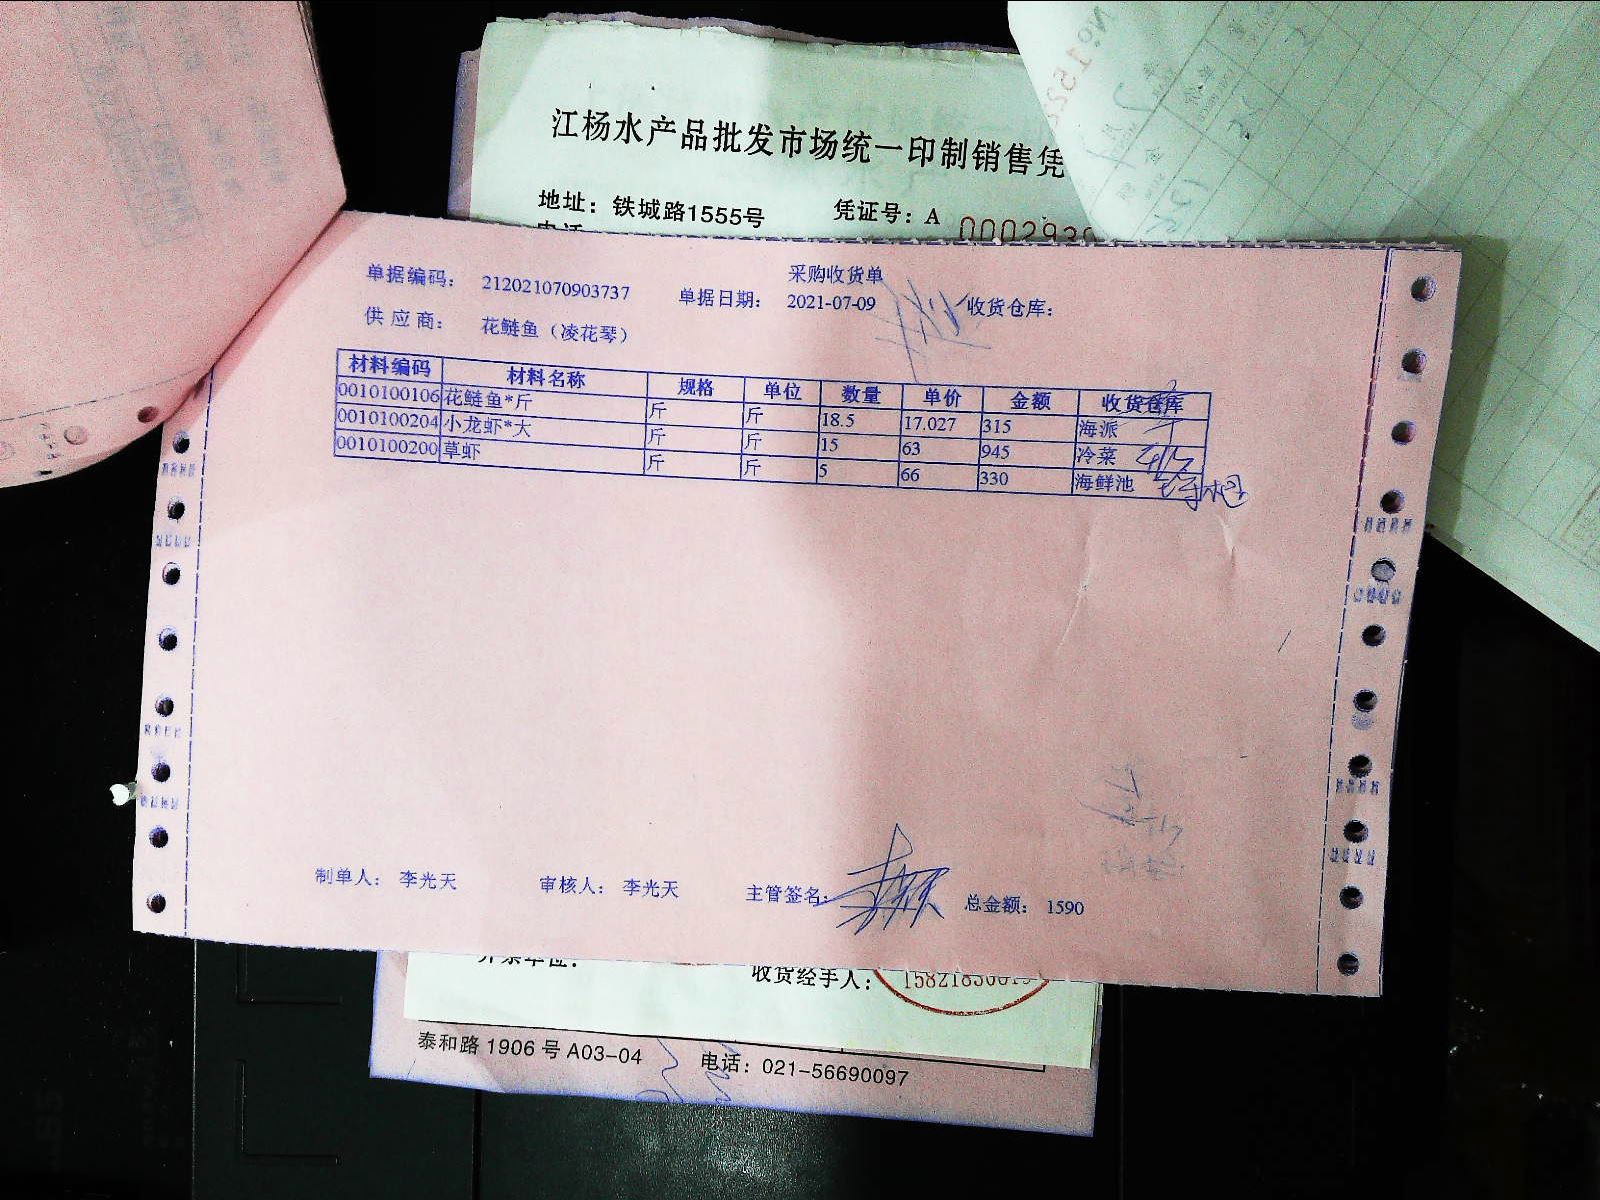 江杨水产品批发市场统一印制销售凭
地址：铁城路1555号 凭证号：A
采购收货单
单据编码： 212021070903737 单据日期： 2021-07-09 收货仓库：
供应商： 花鲢鱼（凌花琴）
材料编码 材料名称 规格 单位 数量 单价 金额 收货仓库
0010100106 花鲢鱼*斤 斤 斤 18.5 17.027 315 海派
0010100204 小龙虾*大 斤 斤 15 63 945 冷菜
0010100200 草虾 斤 斤 5 66 330 海鲜池
制单人： 李光天 审核人： 李光天 主管签名： 总金额： 1590
收货经手人：
泰和路 1906 号 A03-04 电话：021-56690097